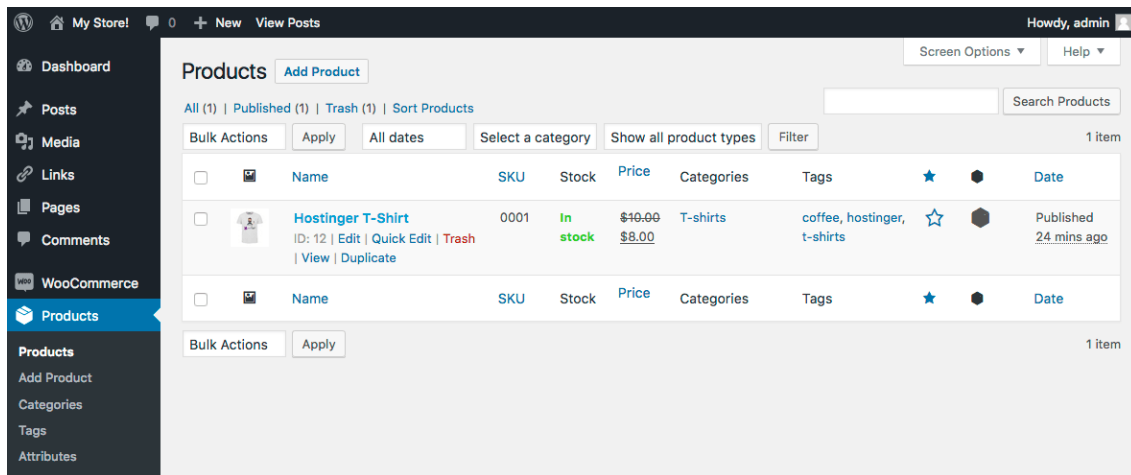 My Store! 0 + New View Posts Howdy, admin
Screen Options ▼ Help ▼
Dashboard
Posts
Media
Links
Pages
Comments
WOO WooCommerce
Products
Products
Add Product
Categories
Tags
Attributes
Products Add Product
All (1) | Published (1) | Trash (1) | Sort Products
Search Products
Bulk Actions Apply All dates Select a category Show all product types Filter 1 item
Name SKU Stock Price Categories Tags Date
Hostinger T-Shirt 0001 In $10.00 T-shirts coffee, hostinger, Published
ID: 12 | Edit | Quick Edit | Trash stock $8.00 t-shirts 24 mins ago
| View | Duplicate
Name SKU Stock Price Categories Tags Date
Bulk Actions Apply 1 item